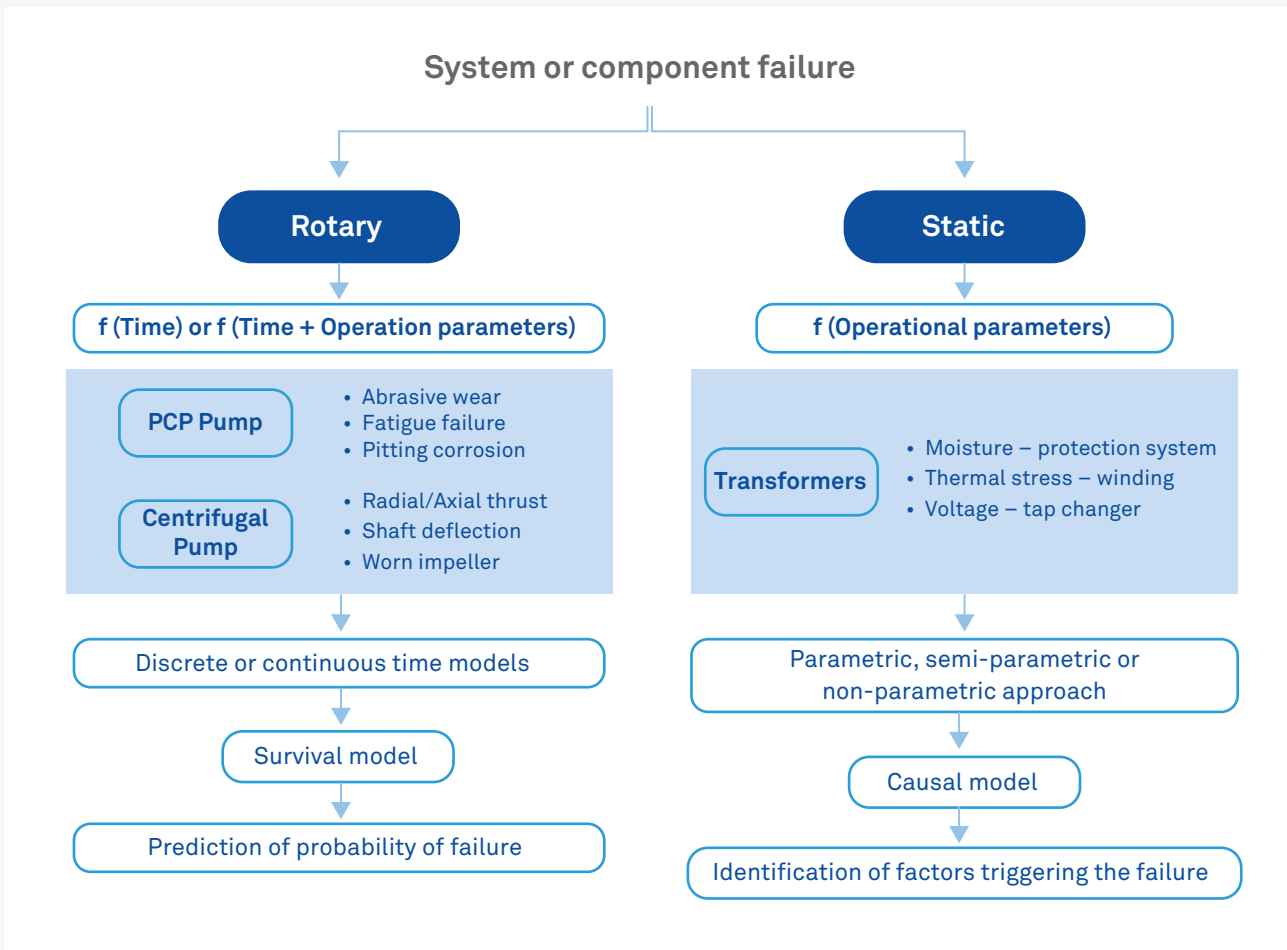 System or component failure
Rotary
f (Time) or f (Time + Operation parameters)
PCP Pump
• Abrasive wear
• Fatigue failure
• Pitting corrosion
Centrifugal
Pump
• Radial/Axial thrust
• Shaft deflection
• Worn impeller
Discrete or continuous time models
Survival model
Prediction of probability of failure
Static
f (Operational parameters)
Transformers
• Moisture – protection system
• Thermal stress – winding
• Voltage – tap changer
Parametric, semi-parametric or
non-parametric approach
Causal model
Identification of factors triggering the failure